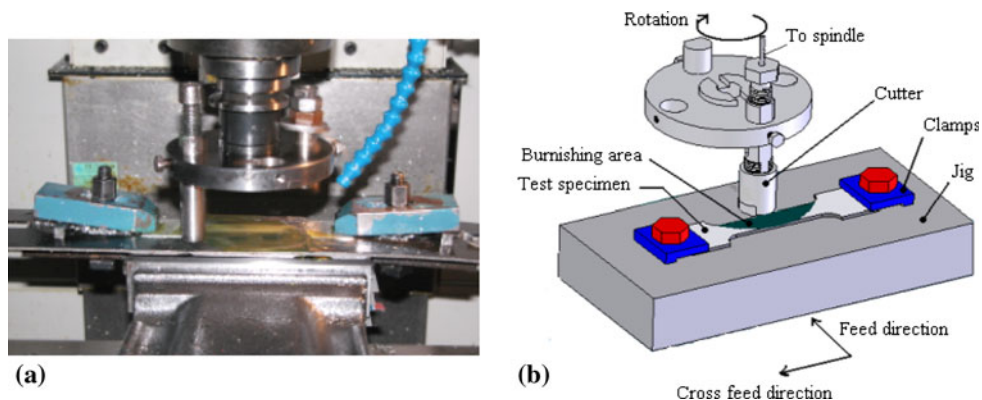 Rotation
To spindle
Cutter
Clamps
Burnishing area
Test specimen
Jig
Feed direction
Cross feed direction
(a)
(b)